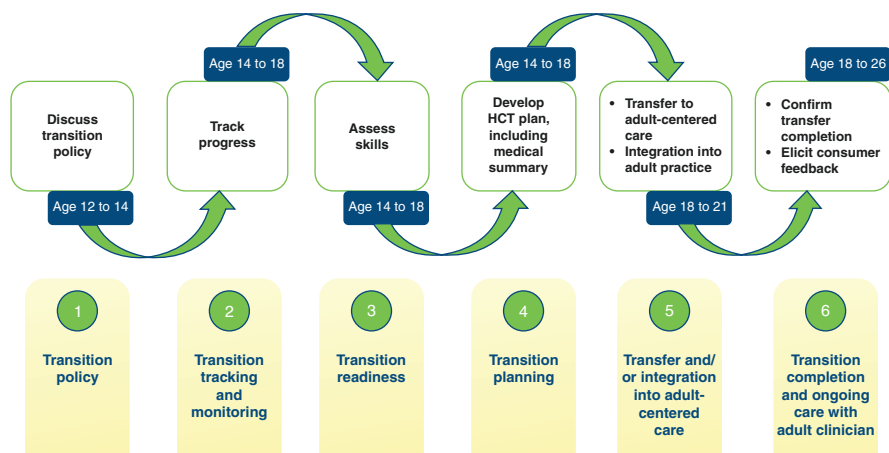 Age 14 to 18
Age 14 to 18
Age 18 to 26
Discuss
transition
policy
Track
progress
Assess
skills
Develop
HCT plan,
including
medical
summary
• Transfer to
adult-centered
care
• Integration into
adult practice
• Confirm
transfer
completion
• Elicit consumer
feedback
Age 12 to 14
Age 14 to 18
Age 18 to 21
1
Transition
policy
2
Transition
tracking
and
monitoring
3
Transition
readiness
4
Transition
planning
5
Transfer and/
or integration
into adult-
centered
care
6
Transition
completion
and ongoing
care with
adult clinician